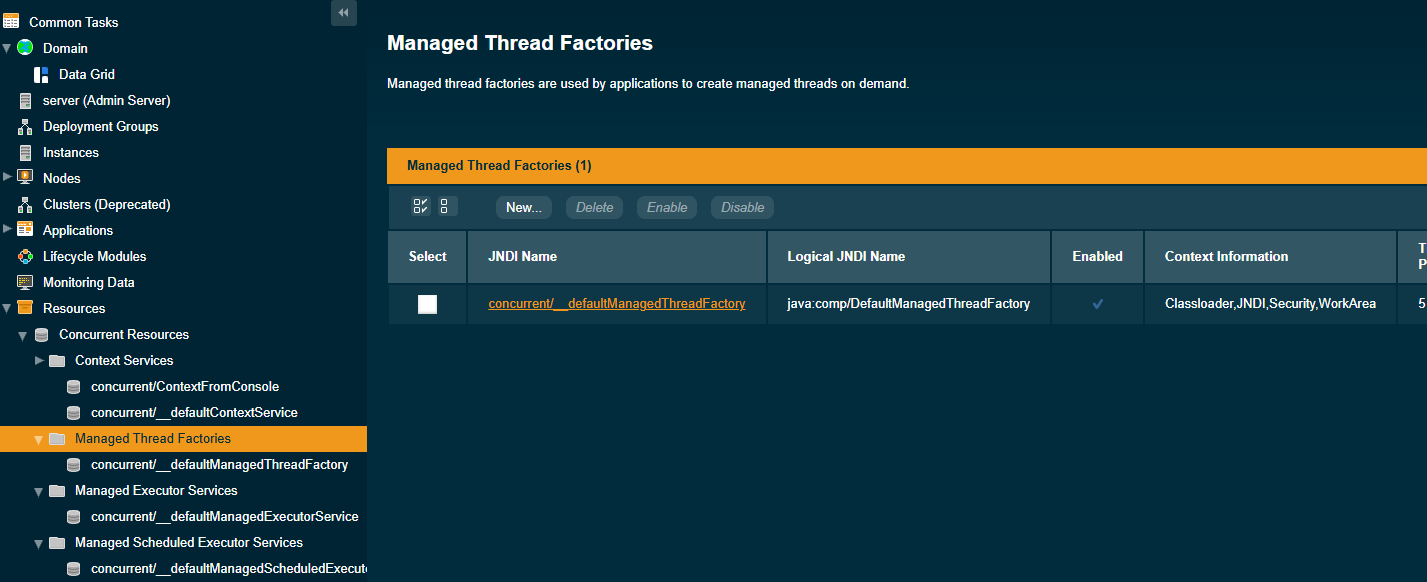 Common Tasks
Domain
Data Grid
server (Admin Server)
Deployment Groups
Instances
Nodes
Clusters (Deprecated)
Applications
Lifecycle Modules
Monitoring Data
Resources
Concurrent Resources
Context Services
concurrent/ContextFromConsole
concurrent/__defaultContextService
Managed Thread Factories
concurrent/__defaultManagedThreadFactory
Managed Executor Services
concurrent/__defaultManagedExecutorService
Managed Scheduled Executor Services
concurrent/__defaultManagedScheduledExecut
Managed Thread Factories
Managed thread factories are used by applications to create managed threads on demand.
Managed Thread Factories (1)
New... Delete Enable Disable
Select JNDI Name Logical JNDI Name Enabled Context Information
concurrent/__defaultManagedThreadFactory java:comp/DefaultManagedThreadFactory Classloader,JNDI,Security,WorkArea 5